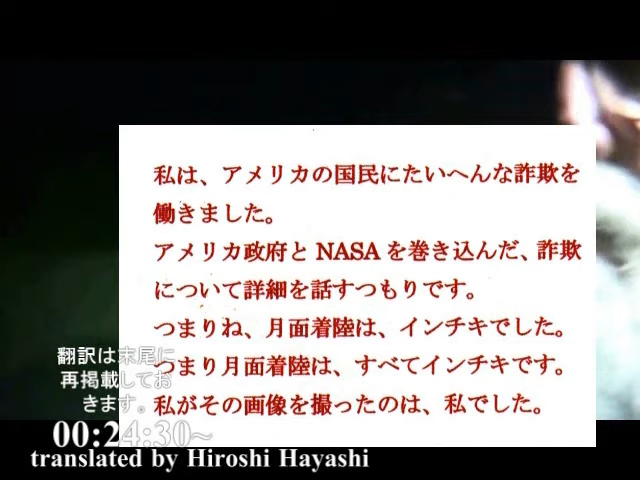 私は、アメリカの国民にたいへんな詐欺を
働きました。
アメリカ政府と NASA を巻き込んだ、詐欺
について詳細を話すつもりです。
つまりね、月面着陸は、インチキでした。
つまり月面着陸は、すべてインチキです。
私がその画像を撮ったのは、私でした。
翻訳は末尾に
再掲載してお
きます。
00:24:30~
translated by Hiroshi Hayashi